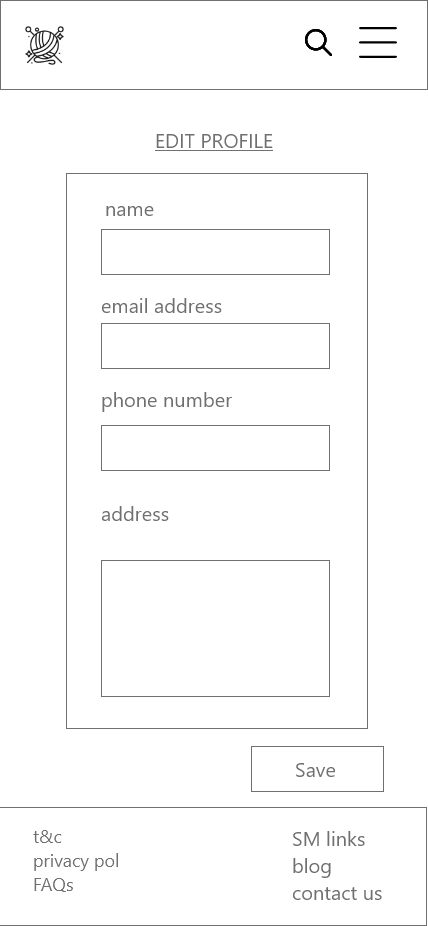 EDIT PROFILE
name
email address
phone number
address
Save
t&c
privacy pol
FAQs
SM links
blog
contact us